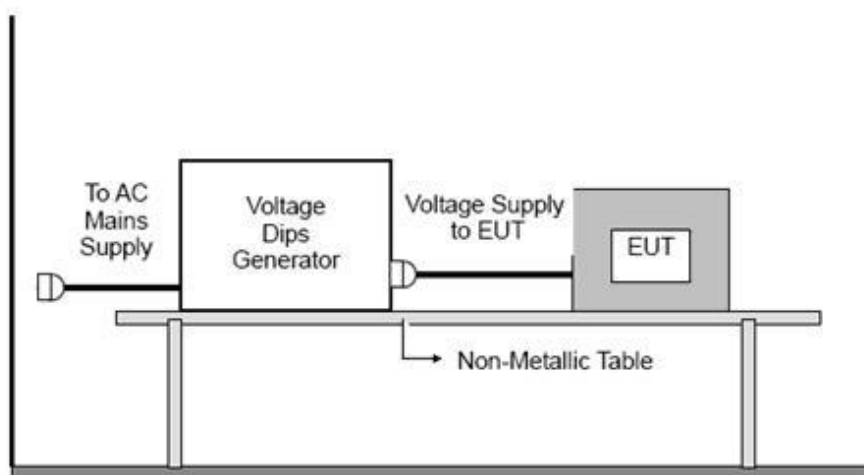 To AC
Mains
Supply
Voltage
Dips
Generator
Voltage Supply
to EUT
EUT
Non-Metallic Table